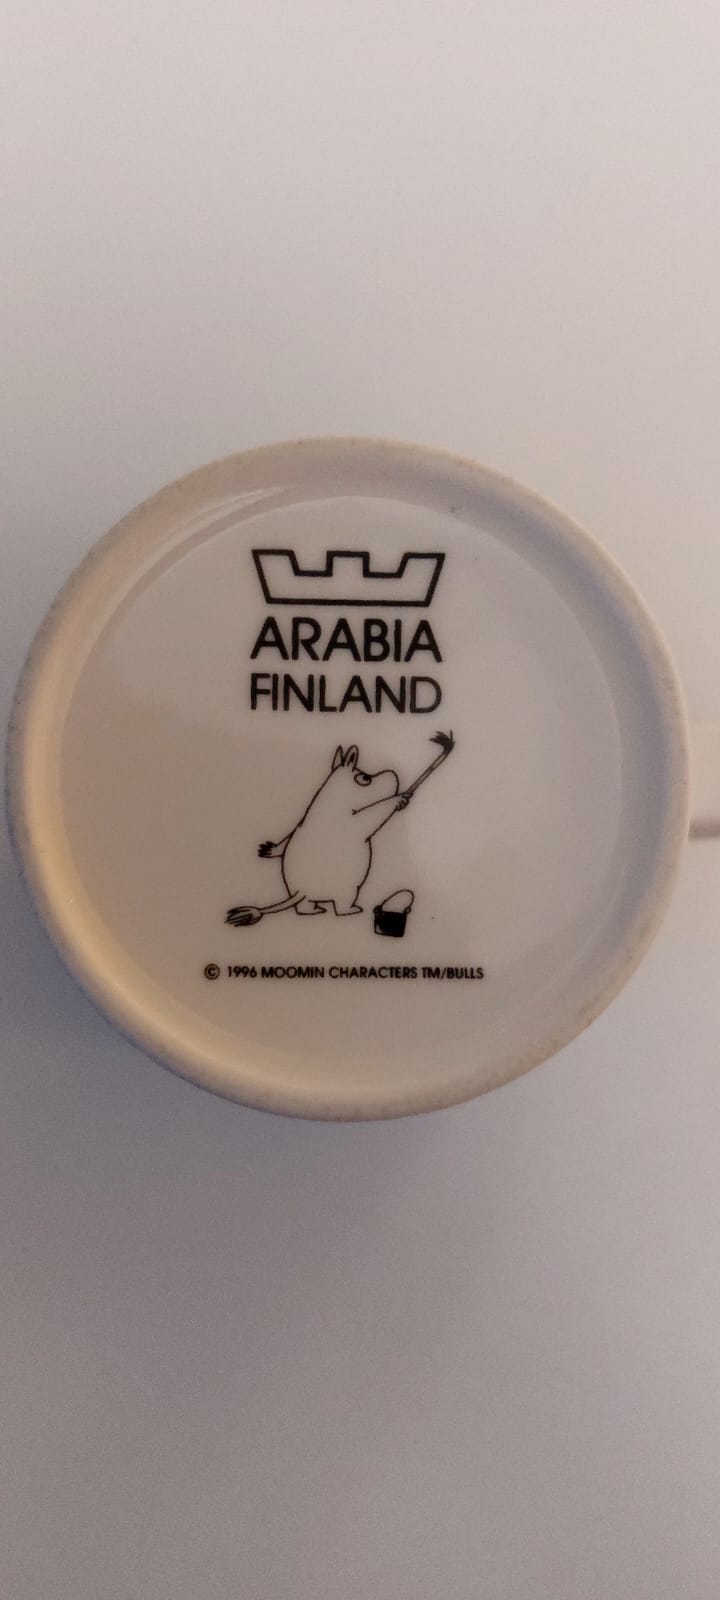 ARABIA
FINLAND
© 1996 MOOMIN CHARACTERS TM/BULLS